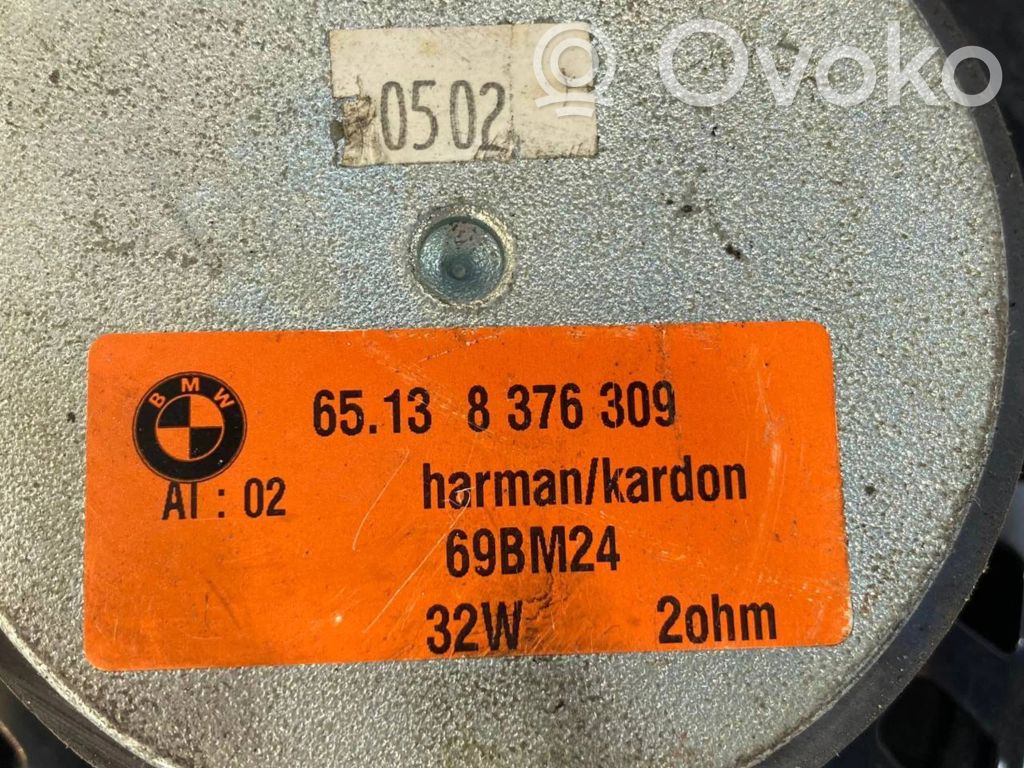 Ovoko
0502
BMW
65.13 8 376 309
AI : 02 harman/kardon
69BM24
32W 2ohm